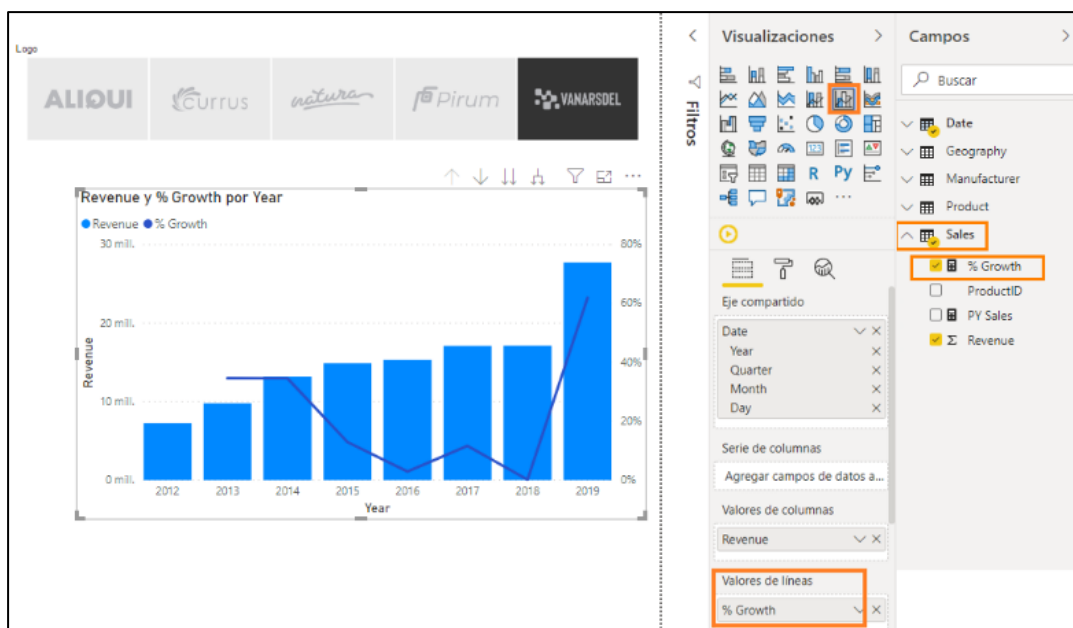 Logo
ALIQUI
Currus
natura
Pirum
VANARSDEL
Revenue y % Growth por Year
Revenue % Growth
30 mill.
20 mill.
10 mill.
0 mill.
Revenue
80%
60%
40%
20%
0%
2012 2013 2014 2015 2016 2017 2018 2019
Year
Filtros
Visualizaciones
123
R Py
Eje compartido
Date
Year
Quarter
Month
Day
Serie de columnas
Agregar campos de datos a...
Valores de columnas
Revenue
Valores de líneas
% Growth
Campos
Buscar
Date
Geography
Manufacturer
Product
Sales
% Growth
ProductID
PY Sales
Σ Revenue